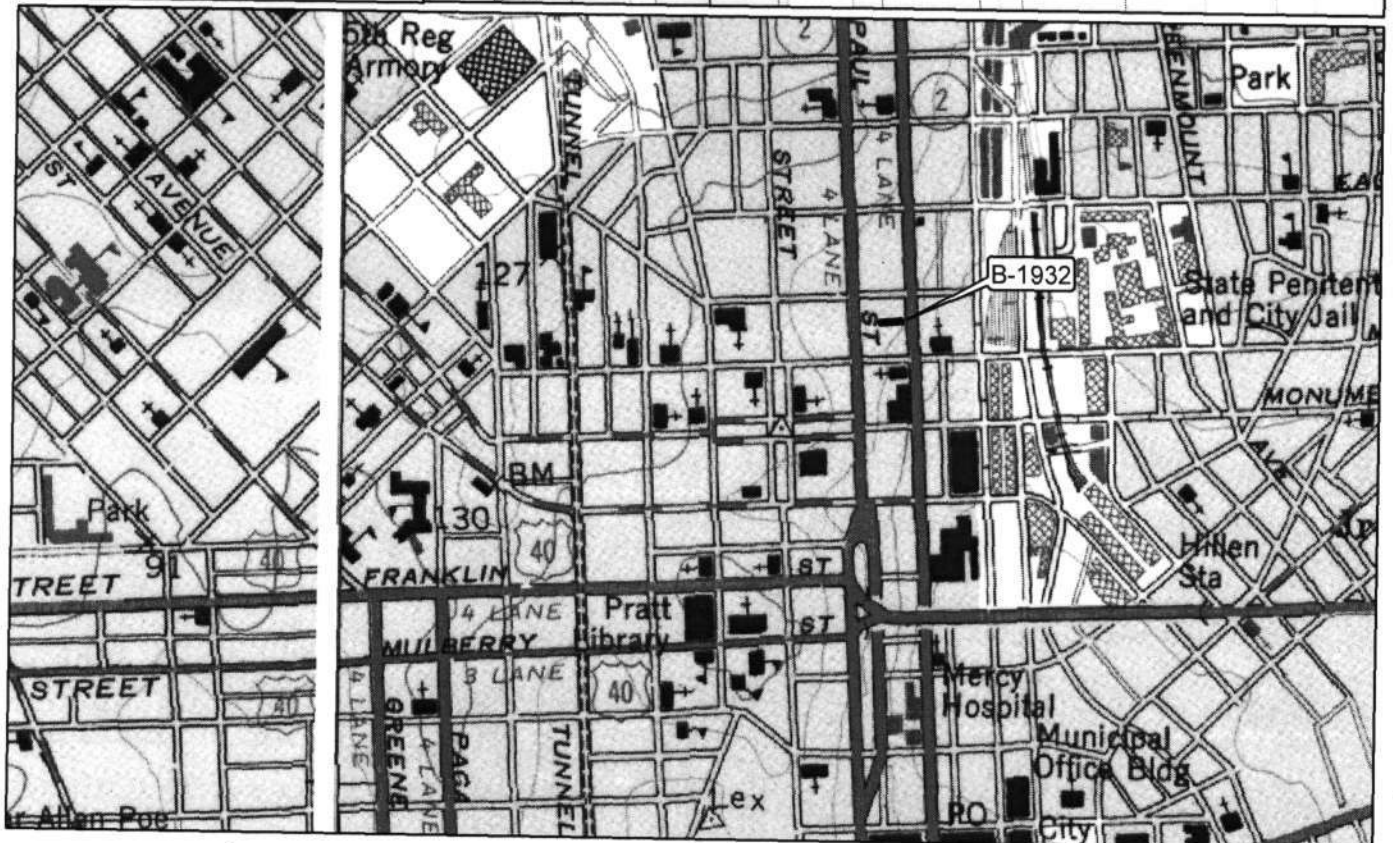 5th Reg
Armory
TUNNEL
2
PAUL
2
4 LANE
Park
STREET
4 LANE
ST
AVENUE
127
B-1932
ST
State Penitent
and City Jail
MONUME
AVE
BM
130
40
Park
91
40
TREET
FRANKLIN
ST
4 LANE
Pratt
Library
MULBERRY
ST
3 LANE
40
Hillen
Sta
STREET
40
4 LANE
GREENE
4 LANE
PACA
TUNNEL
Mercy
Hospital
Municipal
Office Bldg
Lex
PO
City
r Allan Poe